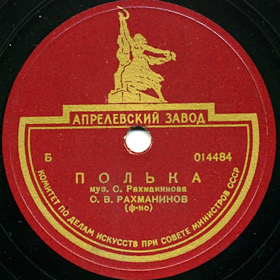 АПРЕЛЕВСКИЙ ЗАВОД
Б 014484
ПОЛЬКА
муз. С. Рахманинова
С. В. РАХМАНИНОВ
(ф-но)
КОМИТЕТ ПО ДЕЛАМ ИСКУССТВ ПРИ СОВЕТЕ МИНИСТРОВ СССР